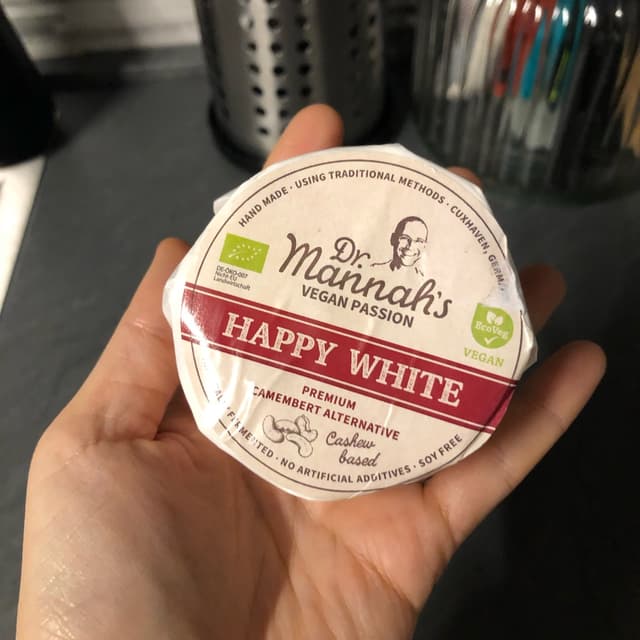 HAND MADE · USING TRADITIONAL METHODS · CUXHAVEN,
Dr.
Mannah's
VEGAN PASSION
DE-ÖKO-007
Nicht-EU
Landwirtschaft
EcoVeg
VEGAN
HAPPY WHITE
PREMIUM
CAMEMBERT ALTERNATIVE
Cashew
based
FERMENTED · NO ARTIFICIAL ADDITIVES · SOY FREE